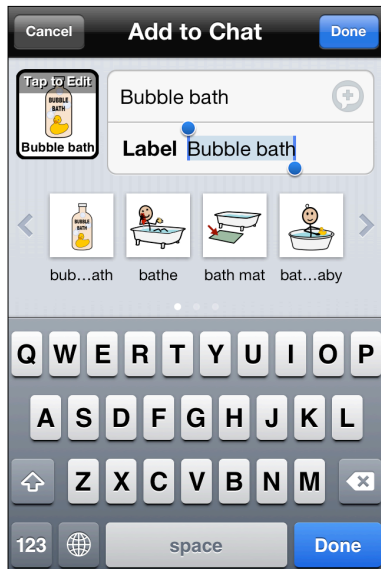 Cancel Add to Chat Done
Tap to Edit
BUBBLE
BATH
Bubble bath
Bubble bath
Label Bubble bath
BUBBLE
BATH
bub…ath bathe bath mat bat…aby
Q W E R T Y U I O P
A S D F G H J K L
Z X C V B N M
123 space Done